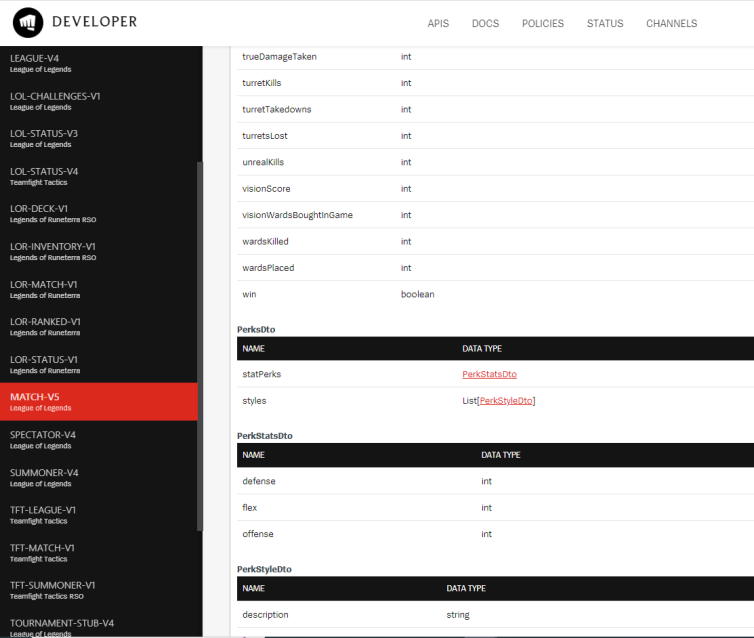 DEVELOPER
APIS DOCS POLICIES STATUS CHANNELS
LEAGUE-V4
League of Legends
LOL-CHALLENGES-V1
League of Legends
LOL-STATUS-V3
League of Legends
LOL-STATUS-V4
Teamfight Tactics
LOR-DECK-V1
Legends of Runeterra RSO
LOR-INVENTORY-V1
Legends of Runeterra RSO
LOR-MATCH-V1
Legends of Runeterra
LOR-RANKED-V1
Legends of Runeterra
LOR-STATUS-V1
Legends of Runeterra
MATCH-V5
League of Legends
SPECTATOR-V4
League of Legends
SUMMONER-V4
League of Legends
TFT-LEAGUE-V1
Teamfight Tactics
TFT-MATCH-V1
Teamfight Tactics
TFT-SUMMONER-V1
Teamfight Tactics RSO
TOURNAMENT-STUB-V4
League of Legends
trueDamageTaken int
turretKills int
turretTakedowns int
turretsLost int
unrealKills int
visionScore int
visionWardsBoughtInGame int
wardsKilled int
wardsPlaced int
win boolean
PerksDto
NAME DATA TYPE
statPerks PerkStatsDto
styles List[PerkStyleDto]
PerkStatsDto
NAME DATA TYPE
defense int
flex int
offense int
PerkStyleDto
NAME DATA TYPE
description string